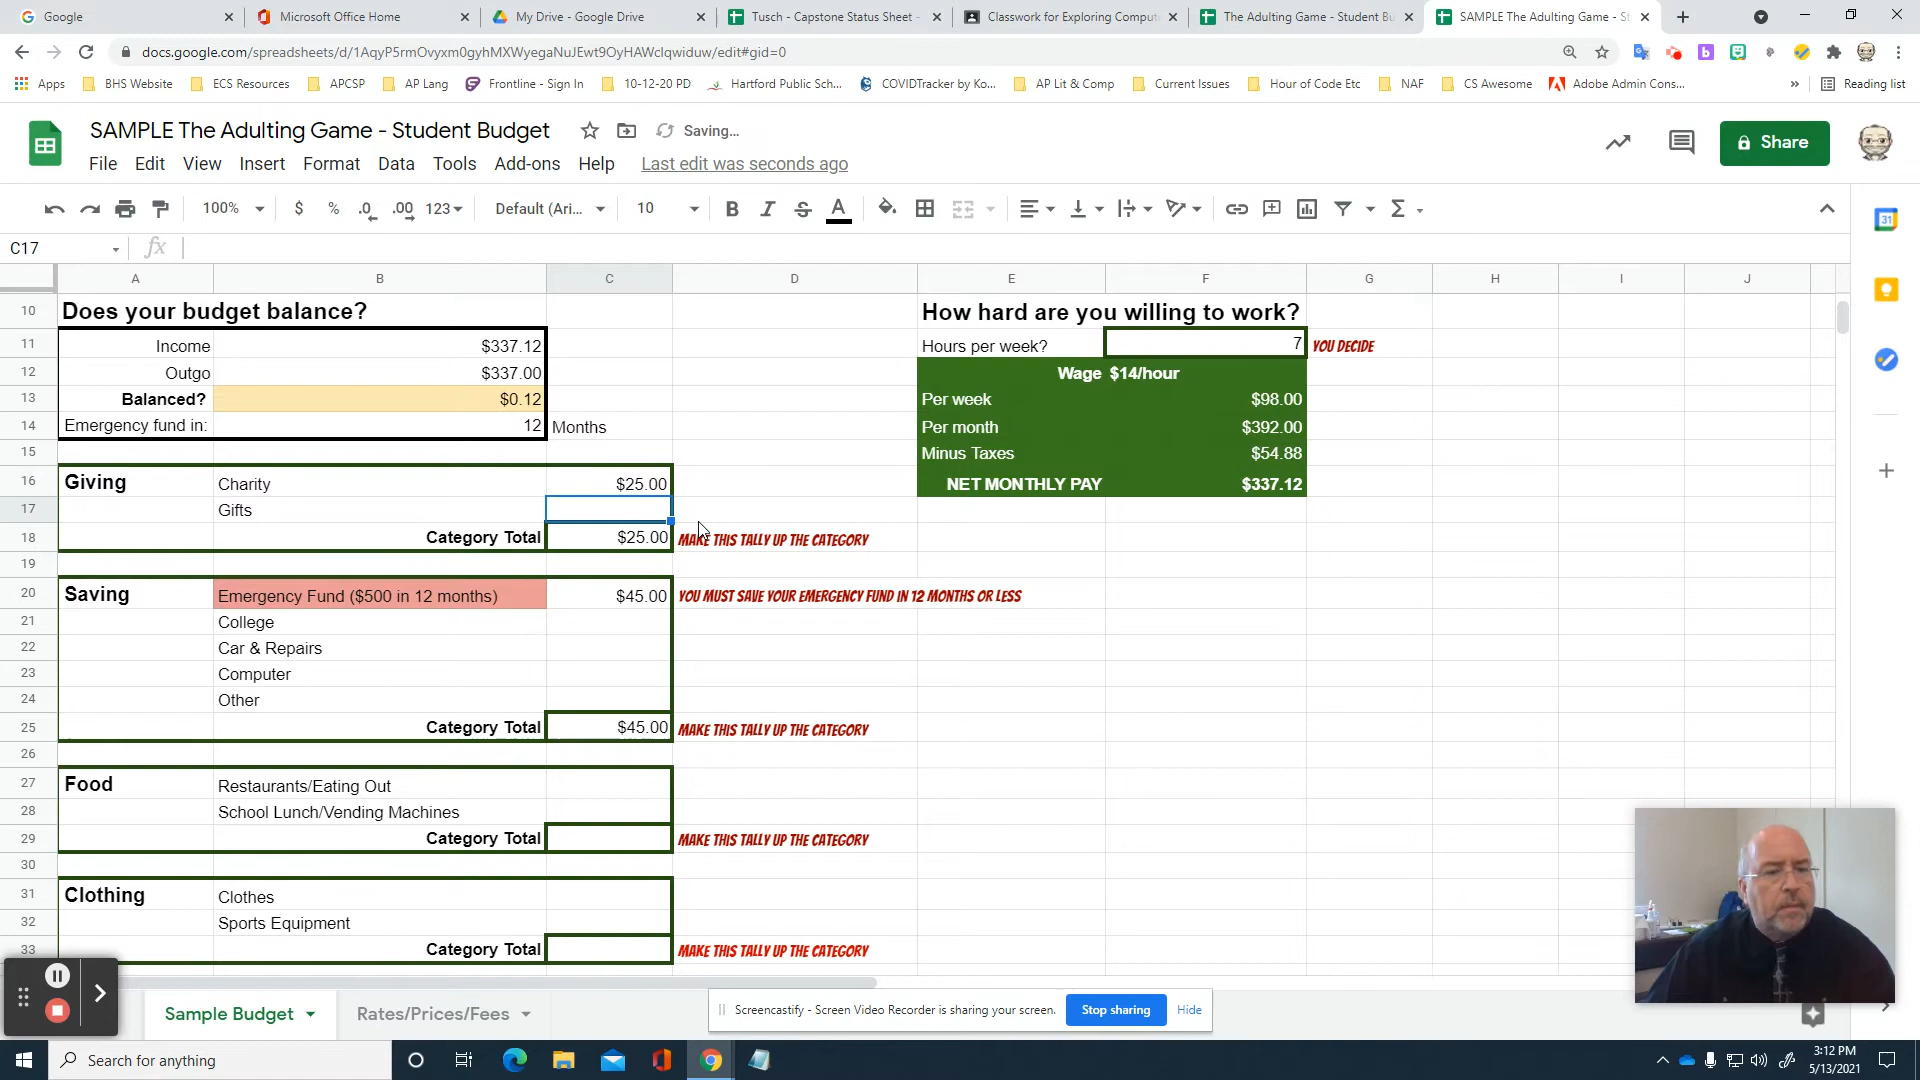 Google
Microsoft Office Home
My Drive - Google Drive
Tusch - Capstone Status Sheet -
Classwork for Exploring Comput
The Adulting Game - Student Bu
SAMPLE The Adulting Game - St
docs.google.com/spreadsheets/d/1AqyP5rmOvyxm0gyhMXWyegaNuJEwt9OyHAWclqwiduw/edit#gid=0
Apps
BHS Website
ECS Resources
APCSP
AP Lang
Frontline - Sign In
10-12-20 PD
Hartford Public Sch...
COVIDTracker by Ko...
AP Lit & Comp
Current Issues
Hour of Code Etc
NAF
CS Awesome
Adobe Admin Cons...
Reading list
SAMPLE The Adulting Game - Student Budget
Saving...
File Edit View Insert Format Data Tools Add-ons Help Last edit was seconds ago
Share
100% $ % .0 .00 123 Default (Ari... 10 B I S A
31
C17 fx
A B C D E F G H I J
10 Does your budget balance? How hard are you willing to work?
11 Income $337.12 Hours per week? 7 YOU DECIDE
12 Outgo $337.00 Wage $14/hour
13 Balanced? $0.12 Per week $98.00
14 Emergency fund in: 12 Months Per month $392.00
15 Minus Taxes $54.88
16 Giving Charity $25.00 NET MONTHLY PAY $337.12
17 Gifts
18 Category Total $25.00 MAKE THIS TALLY UP THE CATEGORY
19
20 Saving Emergency Fund ($500 in 12 months) $45.00 YOU MUST SAVE YOUR EMERGENCY FUND IN 12 MONTHS OR LESS
21 College
22 Car & Repairs
23 Computer
24 Other
25 Category Total $45.00 MAKE THIS TALLY UP THE CATEGORY
26
27 Food Restaurants/Eating Out
28 School Lunch/Vending Machines
29 Category Total MAKE THIS TALLY UP THE CATEGORY
30
31 Clothing Clothes
32 Sports Equipment
33 Category Total MAKE THIS TALLY UP THE CATEGORY
Sample Budget
Rates/Prices/Fees
Screencastify - Screen Video Recorder is sharing your screen.
Stop sharing
Hide
Search for anything
3:12 PM
5/13/2021